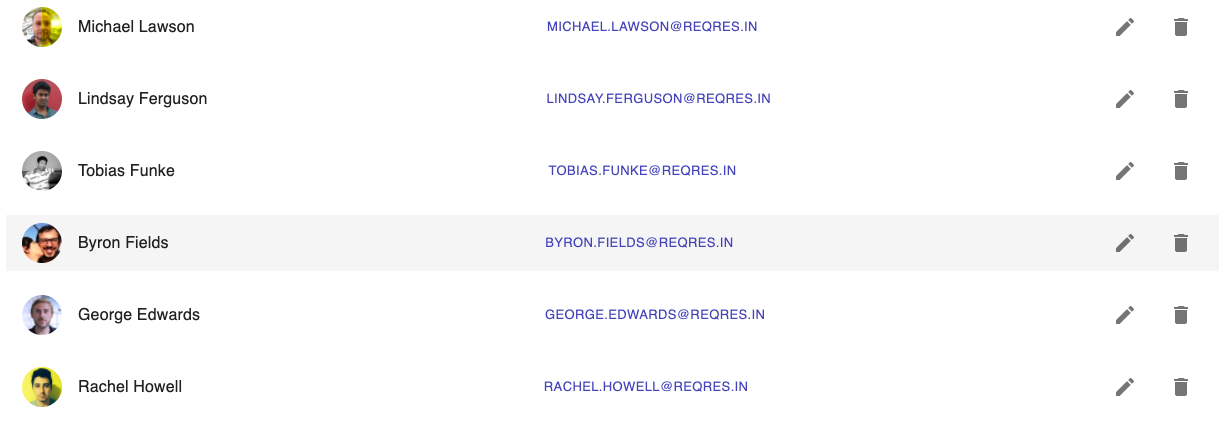 Michael Lawson MICHAEL.LAWSON@REQRES.IN
Lindsay Ferguson LINDSAY.FERGUSON@REQRES.IN
Tobias Funke TOBIAS.FUNKE@REQRES.IN
Byron Fields BYRON.FIELDS@REQRES.IN
George Edwards GEORGE.EDWARDS@REQRES.IN
Rachel Howell RACHEL.HOWELL@REQRES.IN